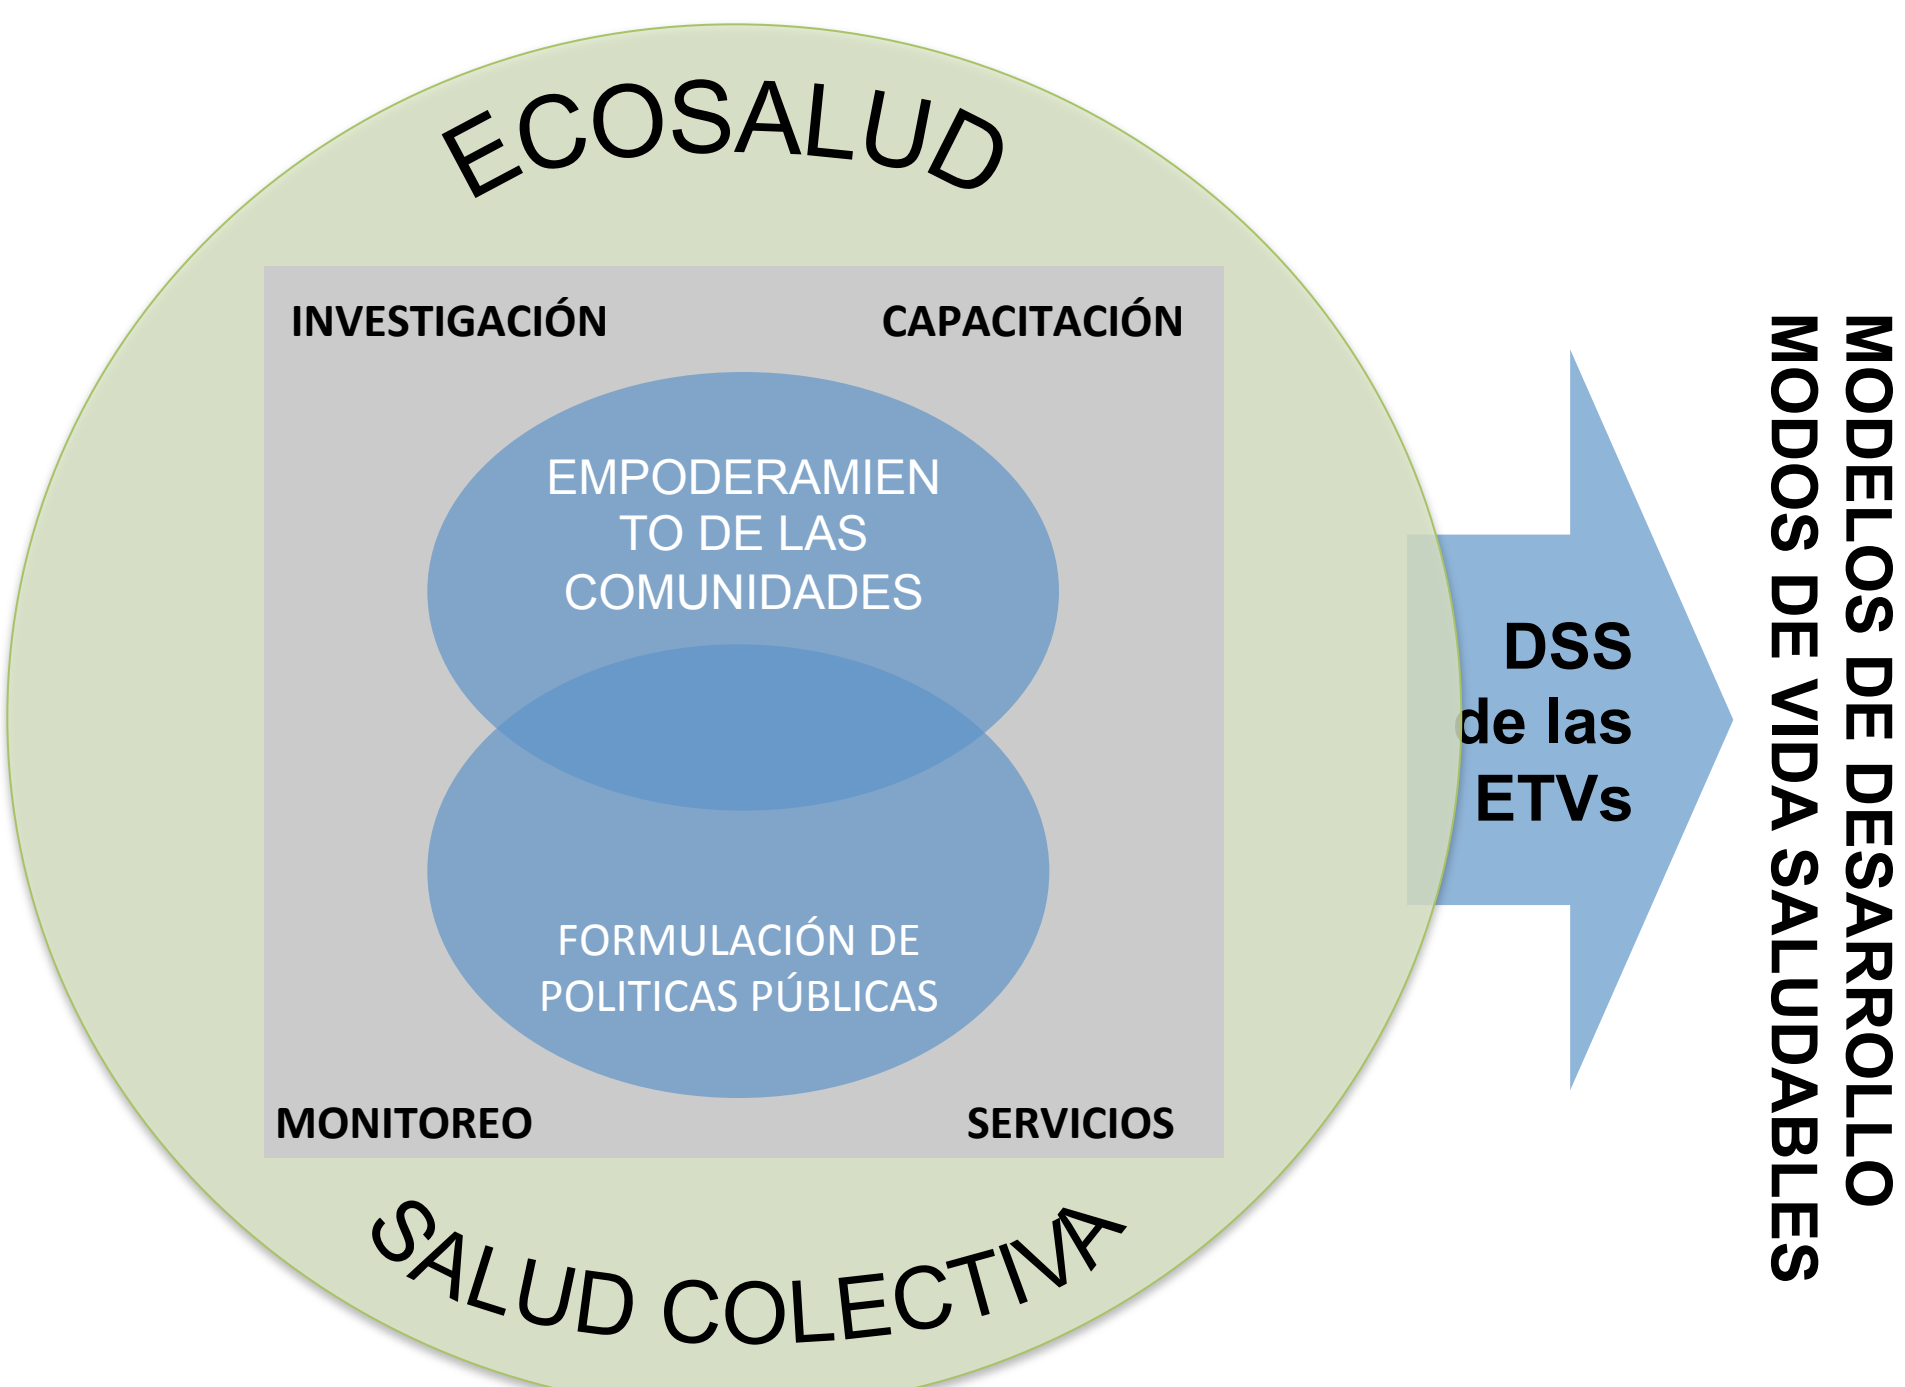 ECOSALUD
INVESTIGACIÓN
CAPACITACIÓN
EMPODERAMIEN
TO DE LAS
COMUNIDADES
FORMULACIÓN DE
POLITICAS PÚBLICAS
MONITOREO
SERVICIOS
SALUD COLECTIVA
DSS
de las
ETVs
MODELOS DE DESARROLLO
MODOS DE VIDA SALUDABLES